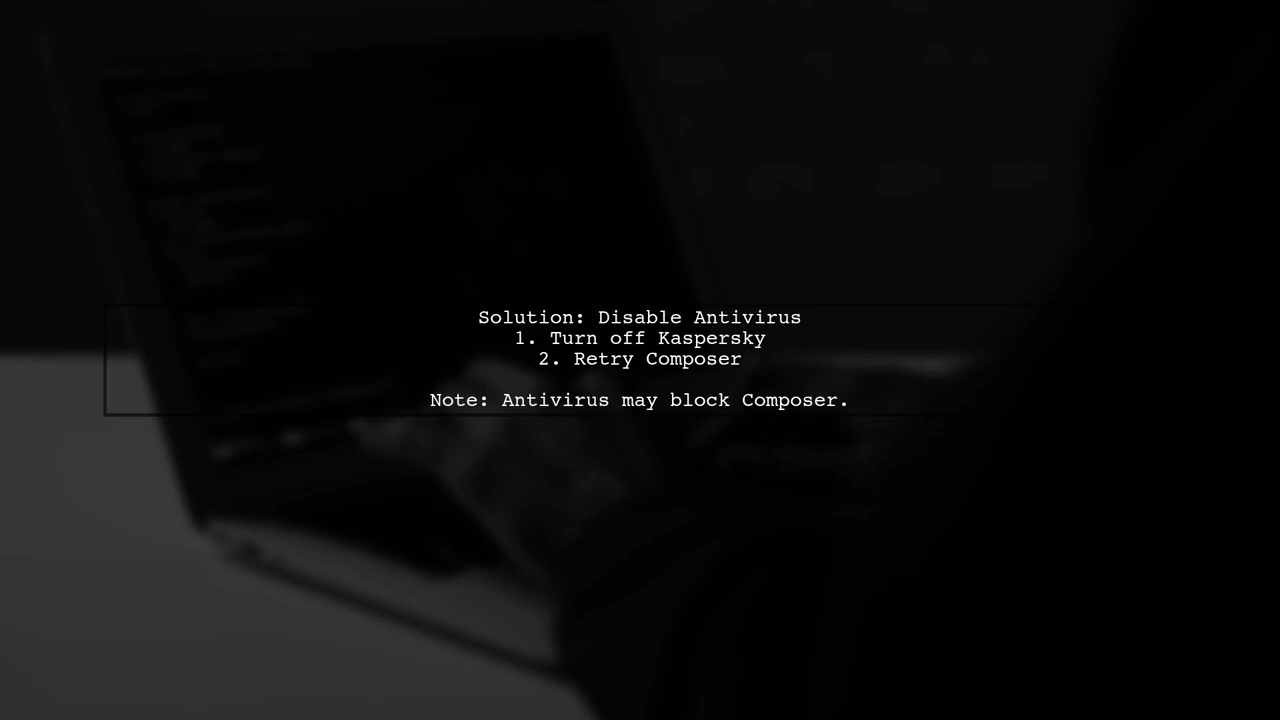 Solution: Disable Antivirus
1. Turn off Kaspersky
2. Retry Composer
Note: Antivirus may block Composer.